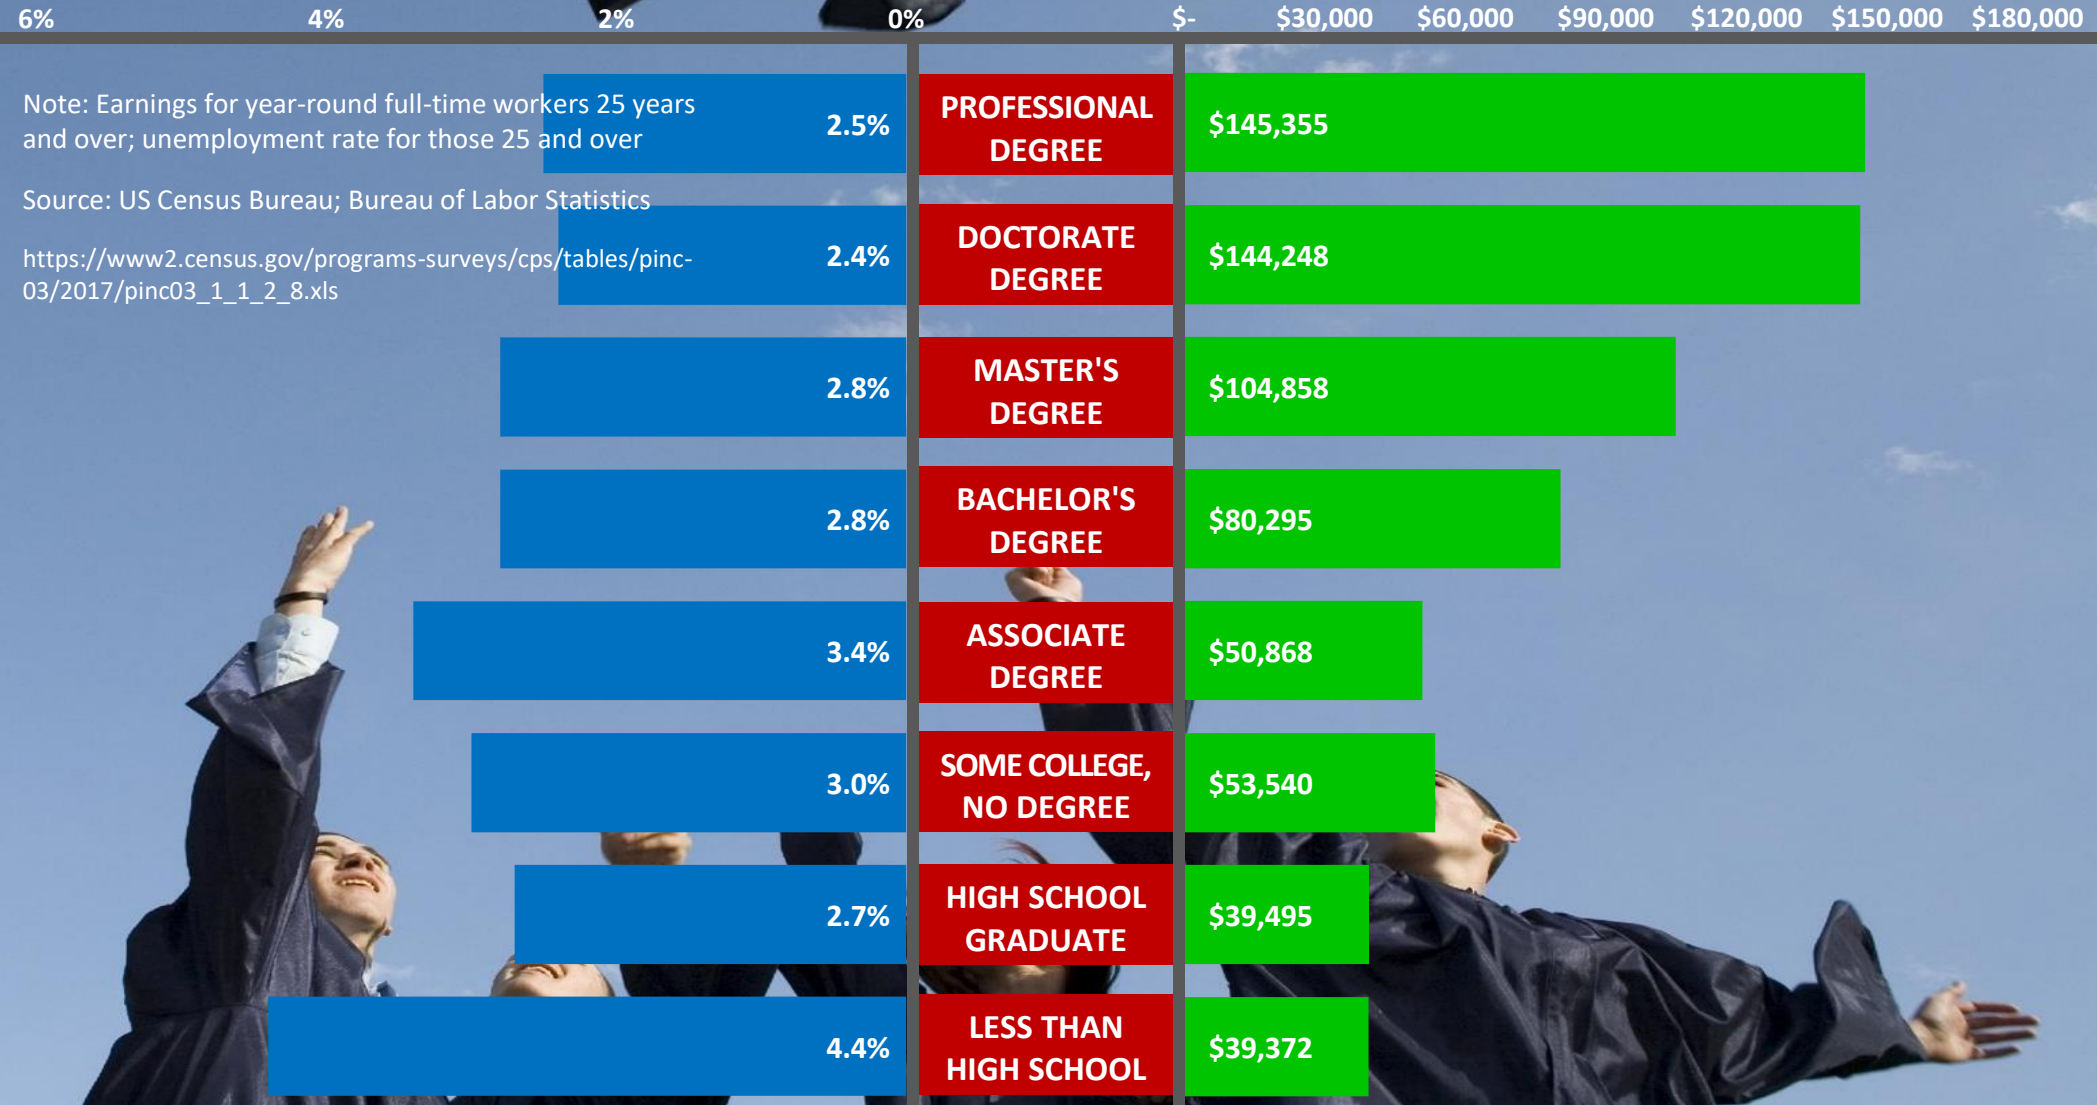 6% 4% 2% 0% $- $30,000 $60,000 $90,000 $120,000 $150,000 $180,000
Note: Earnings for year-round full-time workers 25 years
and over; unemployment rate for those 25 and over
Source: US Census Bureau; Bureau of Labor Statistics
https://www2.census.gov/programs-surveys/cps/tables/pinc-
03/2017/pinc03_1_1_2_8.xls
2.5%
PROFESSIONAL
DEGREE
$145,355
2.4%
DOCTORATE
DEGREE
$144,248
2.8%
MASTER'S
DEGREE
$104,858
2.8%
BACHELOR'S
DEGREE
$80,295
3.4%
ASSOCIATE
DEGREE
$50,868
3.0%
SOME COLLEGE,
NO DEGREE
$53,540
2.7%
HIGH SCHOOL
GRADUATE
$39,495
4.4%
LESS THAN
HIGH SCHOOL
$39,372